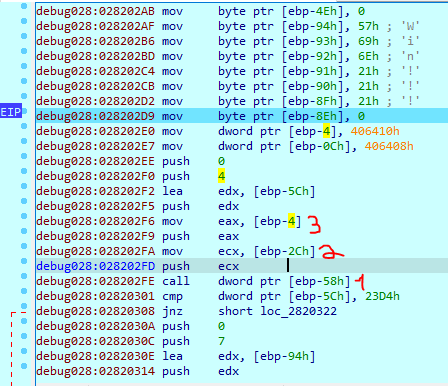 debug028:028202AB mov byte ptr [ebp-4Eh], 0
debug028:028202AF mov byte ptr [ebp-94h], 57h ; 'W'
debug028:028202B6 mov byte ptr [ebp-93h], 69h ; 'i'
debug028:028202BD mov byte ptr [ebp-92h], 6Eh ; 'n'
debug028:028202C4 mov byte ptr [ebp-91h], 21h ; '!'
debug028:028202CB mov byte ptr [ebp-90h], 21h ; '!'
debug028:028202D2 mov byte ptr [ebp-8Fh], 21h ; '!'
EIP debug028:028202D9 mov byte ptr [ebp-8Eh], 0
debug028:028202E0 mov dword ptr [ebp-4], 406410h
debug028:028202E7 mov dword ptr [ebp-0Ch], 406408h
debug028:028202EE push 0
debug028:028202F0 push 4
debug028:028202F2 lea edx, [ebp-5Ch]
debug028:028202F5 push edx
debug028:028202F6 mov eax, [ebp-4] 3
debug028:028202F9 push eax
debug028:028202FA mov ecx, [ebp-2Ch] 2
debug028:028202FD push ecx
debug028:028202FE call dword ptr [ebp-58h] 1
debug028:02820301 cmp dword ptr [ebp-5Ch], 23D4h
debug028:02820308 jnz short loc_2820322
debug028:0282030A push 0
debug028:0282030C push 7
debug028:0282030E lea edx, [ebp-94h]
debug028:02820314 push edx